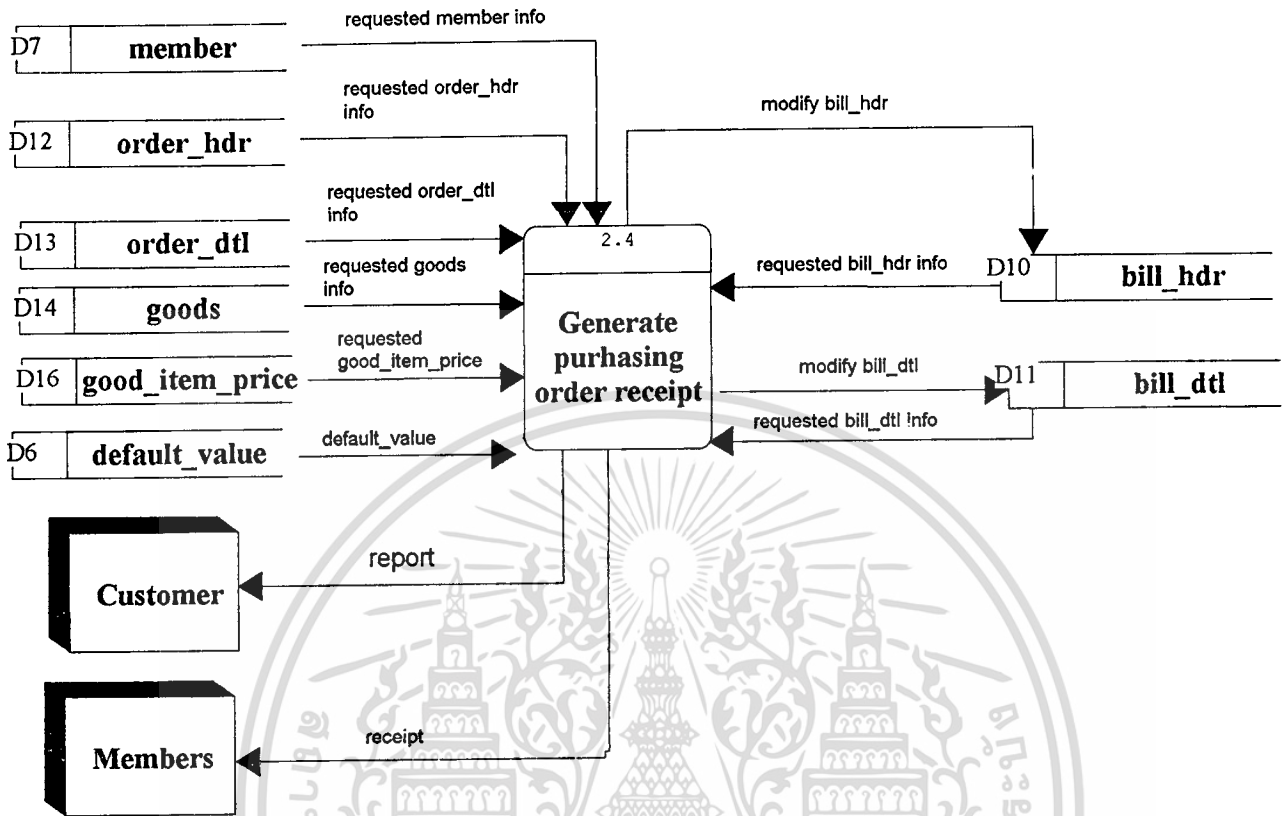 requested member info
D7 member
requested order_hdr
info
modify bill_hdr
D12 order_hdr
requested order_dtl
info
D13 order_dtl
2.4
requested goods
info
requested bill_hdr info
D10 bill_hdr
D14 goods
Generate
purhasing
order receipt
requested
good_item_price
D16 good_item_price
modify bill_dtl
D11 bill_dtl
requested bill_dtl info
default_value
D6 default_value
report
Customer
receipt
Members